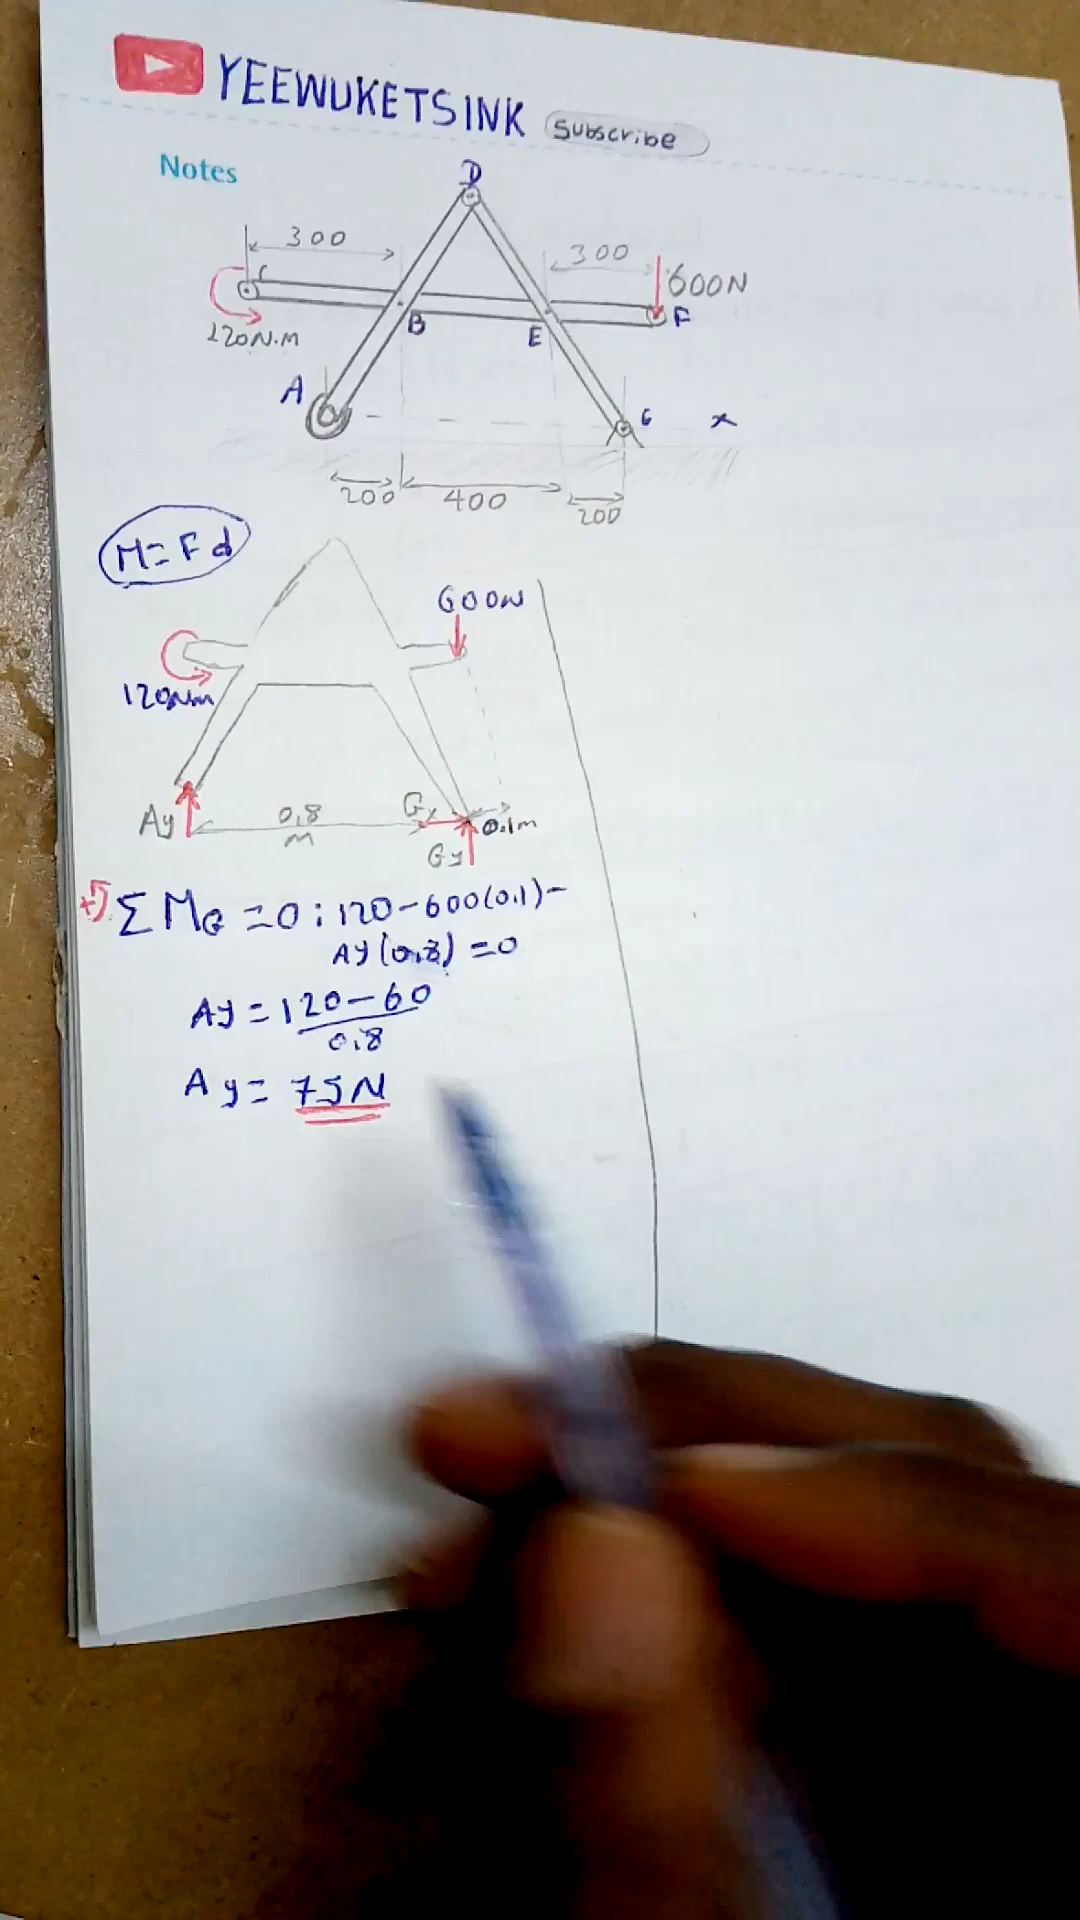 YEEWUKETSINK
Subscribe
Notes
D
300
300
C
600N
120N.M
B
E
F
A
G
x
200
400
200
M=Fd
600N
120Nm
Ay
0.8
m
Gx
0.1m
Gy
+ ΣMG =0: 120-600(0.1)-
Ay(0.8) =0
Ay = 120-60
0.8
Ay = 75N